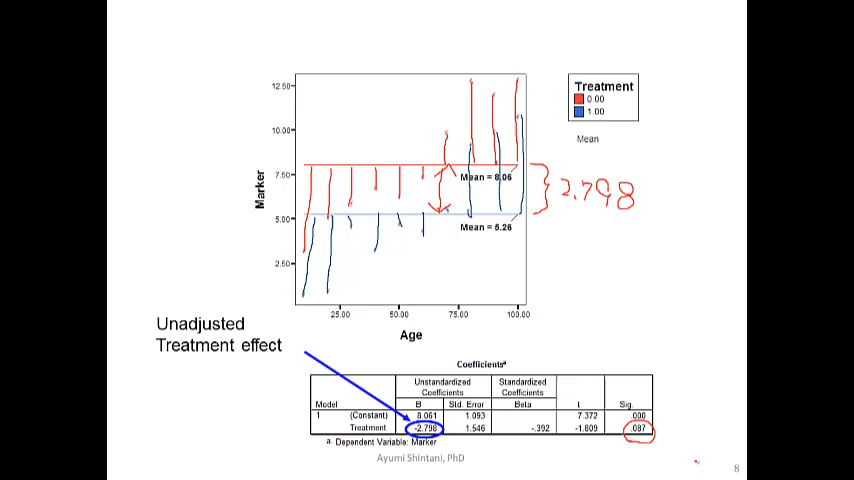 Treatment
0.00
1.00
Mean
Marker
12.50
10.00
7.50
5.00
2.50
Mean = 8.06
Mean = 5.26
2.798
25.00 50.00 75.00 100.00
Age
Unadjusted
Treatment effect
Coefficientsᵃ
Unstandardized Coefficients Standardized Coefficients
Model B Std. Error Beta t Sig.
1 (Constant) 8.061 1.093 7.372 .000
Treatment -2.798 1.546 -.392 -1.809 .087
a. Dependent Variable: Marker
Ayumi Shintani, PhD
8